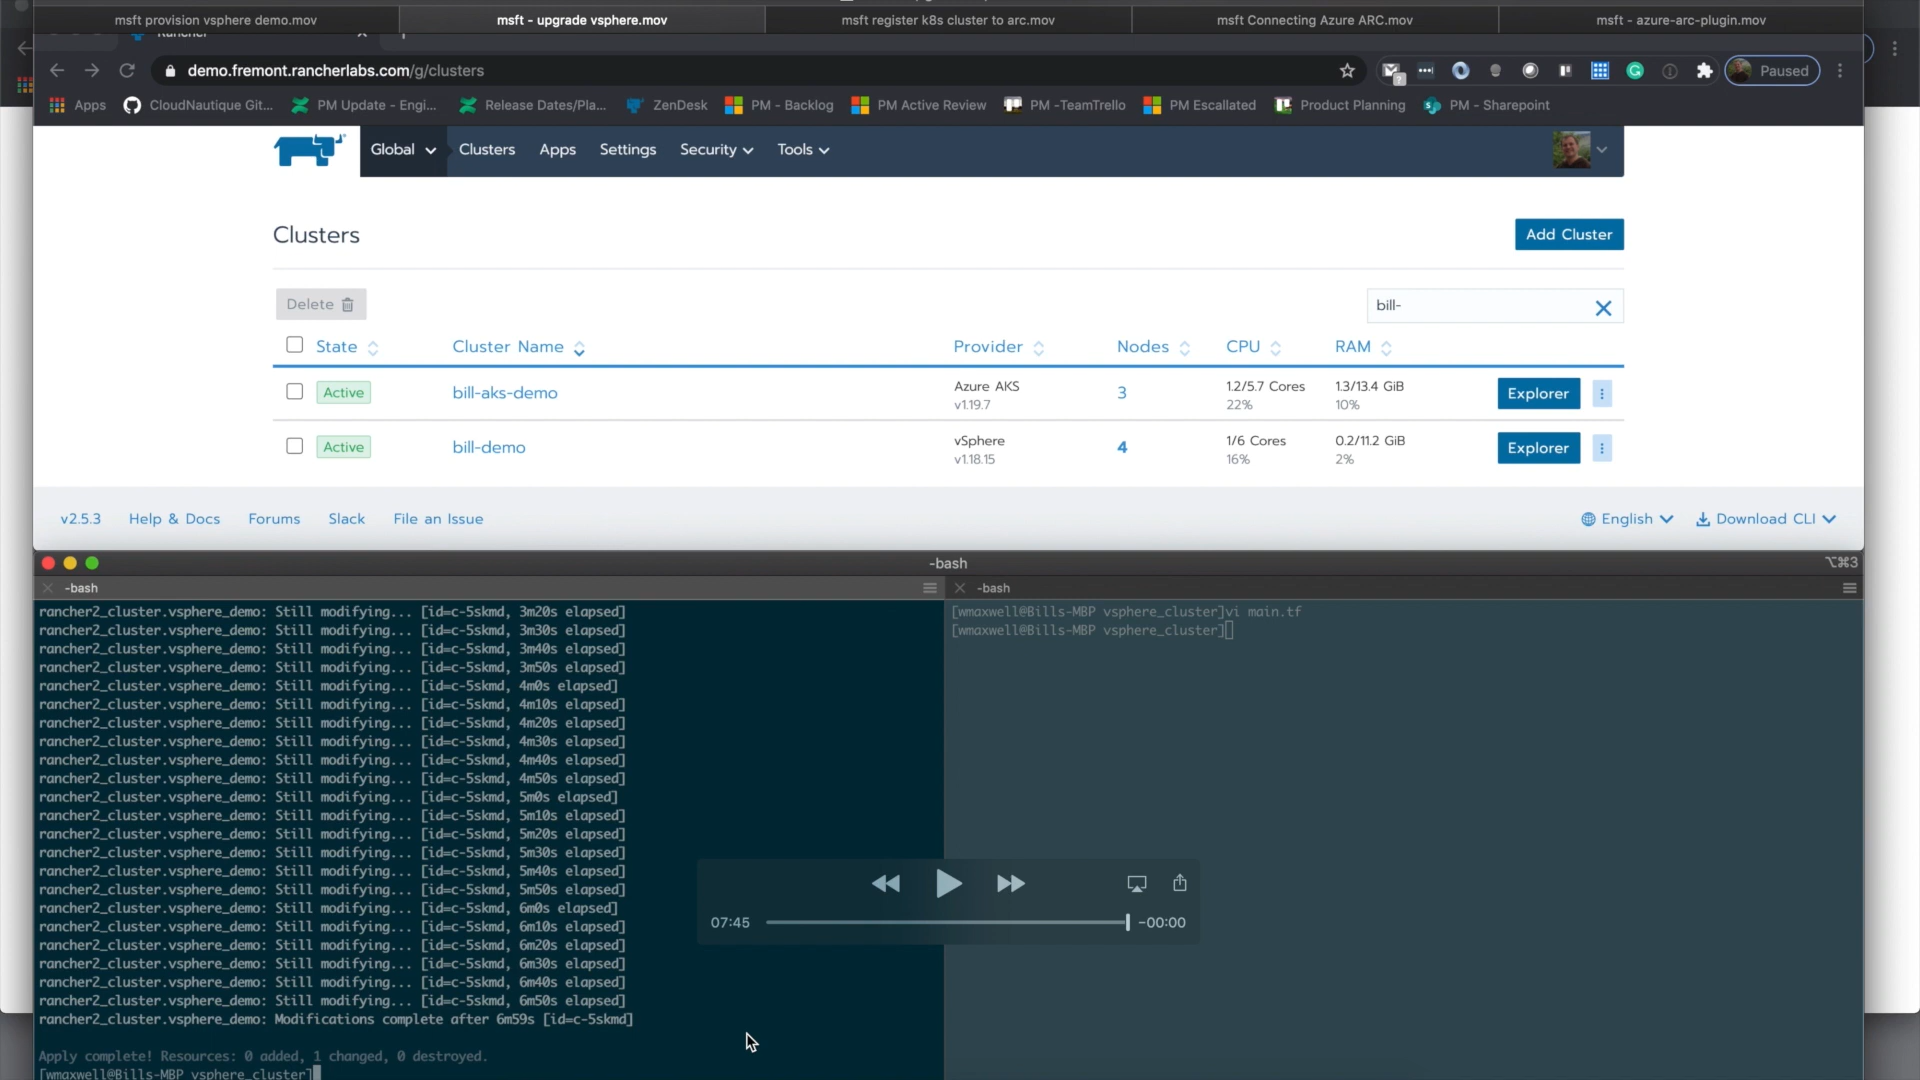 msft provision vsphere demo.mov
msft - upgrade vsphere.mov
msft register k8s cluster to arc.mov
msft Connecting Azure ARC.mov
msft - azure-arc-plugin.mov
Rancher
demo.fremont.rancherlabs.com/g/clusters
Paused
Apps
CloudNautique Git...
PM Update - Engi...
Release Dates/Pla...
ZenDesk
PM - Backlog
PM Active Review
PM -TeamTrello
PM Escallated
Product Planning
PM - Sharepoint
Global
Clusters
Apps
Settings
Security
Tools
Clusters
Add Cluster
Delete
bill-
State
Cluster Name
Provider
Nodes
CPU
RAM
Active
bill-aks-demo
Azure AKS
v1.19.7
3
1.2/5.7 Cores
22%
1.3/13.4 GiB
10%
Explorer
Active
bill-demo
vSphere
v1.18.15
4
1/6 Cores
16%
0.2/11.2 GiB
2%
Explorer
v2.5.3
Help & Docs
Forums
Slack
File an Issue
English
Download CLI
-bash
⌥⌘3
-bash
-bash
rancher2_cluster.vsphere_demo: Still modifying... [id=c-5skmd, 3m20s elapsed]
rancher2_cluster.vsphere_demo: Still modifying... [id=c-5skmd, 3m30s elapsed]
rancher2_cluster.vsphere_demo: Still modifying... [id=c-5skmd, 3m40s elapsed]
rancher2_cluster.vsphere_demo: Still modifying... [id=c-5skmd, 3m50s elapsed]
rancher2_cluster.vsphere_demo: Still modifying... [id=c-5skmd, 4m0s elapsed]
rancher2_cluster.vsphere_demo: Still modifying... [id=c-5skmd, 4m10s elapsed]
rancher2_cluster.vsphere_demo: Still modifying... [id=c-5skmd, 4m20s elapsed]
rancher2_cluster.vsphere_demo: Still modifying... [id=c-5skmd, 4m30s elapsed]
rancher2_cluster.vsphere_demo: Still modifying... [id=c-5skmd, 4m40s elapsed]
rancher2_cluster.vsphere_demo: Still modifying... [id=c-5skmd, 4m50s elapsed]
rancher2_cluster.vsphere_demo: Still modifying... [id=c-5skmd, 5m0s elapsed]
rancher2_cluster.vsphere_demo: Still modifying... [id=c-5skmd, 5m10s elapsed]
rancher2_cluster.vsphere_demo: Still modifying... [id=c-5skmd, 5m20s elapsed]
rancher2_cluster.vsphere_demo: Still modifying... [id=c-5skmd, 5m30s elapsed]
rancher2_cluster.vsphere_demo: Still modifying... [id=c-5skmd, 5m40s elapsed]
rancher2_cluster.vsphere_demo: Still modifying... [id=c-5skmd, 5m50s elapsed]
rancher2_cluster.vsphere_demo: Still modifying... [id=c-5skmd, 6m0s elapsed]
rancher2_cluster.vsphere_demo: Still modifying... [id=c-5skmd, 6m10s elapsed]
rancher2_cluster.vsphere_demo: Still modifying... [id=c-5skmd, 6m20s elapsed]
rancher2_cluster.vsphere_demo: Still modifying... [id=c-5skmd, 6m30s elapsed]
rancher2_cluster.vsphere_demo: Still modifying... [id=c-5skmd, 6m40s elapsed]
rancher2_cluster.vsphere_demo: Still modifying... [id=c-5skmd, 6m50s elapsed]
rancher2_cluster.vsphere_demo: Modifications complete after 6m59s [id=c-5skmd]
Apply complete! Resources: 0 added, 1 changed, 0 destroyed.
[wmaxwell@Bills-MBP vsphere_cluster]
[wmaxwell@Bills-MBP vsphere_cluster]vi main.tf
[wmaxwell@Bills-MBP vsphere_cluster]
07:45
-00:00